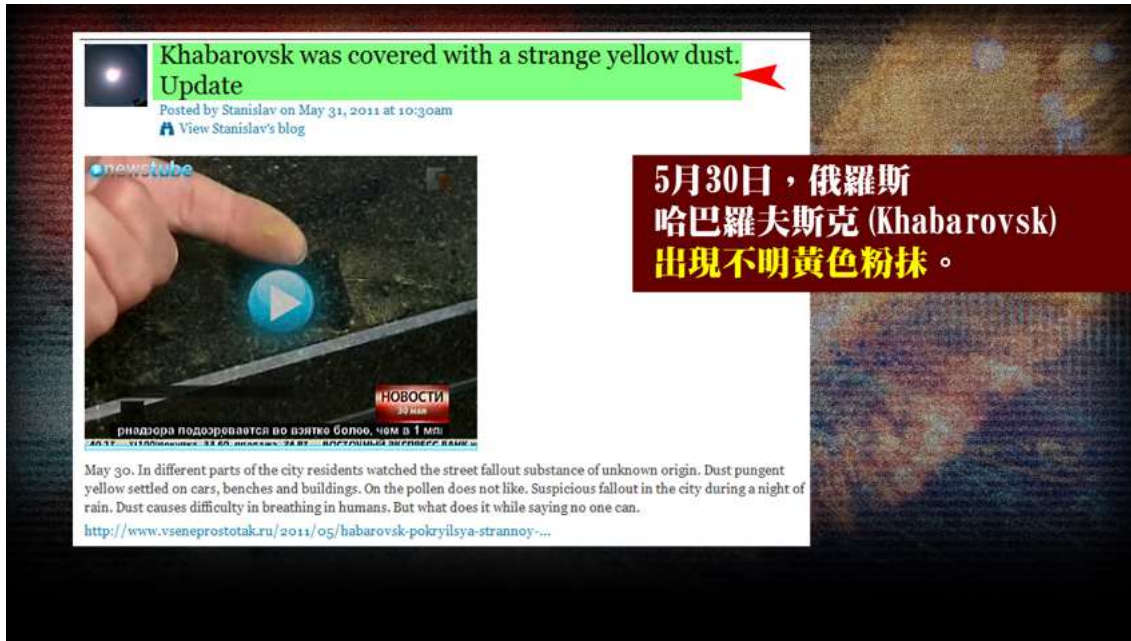 Khabarovsk was covered with a strange yellow dust.
Update
Posted by Stanislav on May 31, 2011 at 10:30am
View Stanislav's blog
newstube
5月30日，俄羅斯
哈巴羅夫斯克(Khabarovsk)
出現不明黃色粉抹。
НОВОСТИ
30 мая
рнадзора подозревается во взятке более, чем в 1 мл
May 30. In different parts of the city residents watched the street fallout substance of unknown origin. Dust pungent
yellow settled on cars, benches and buildings. On the pollen does not like. Suspicious fallout in the city during a night of
rain. Dust causes difficulty in breathing in humans. But what does it while saying no one can.
http://www.vseneprostotak.ru/2011/05/habarovsk-pokryilsya-strannoy-...